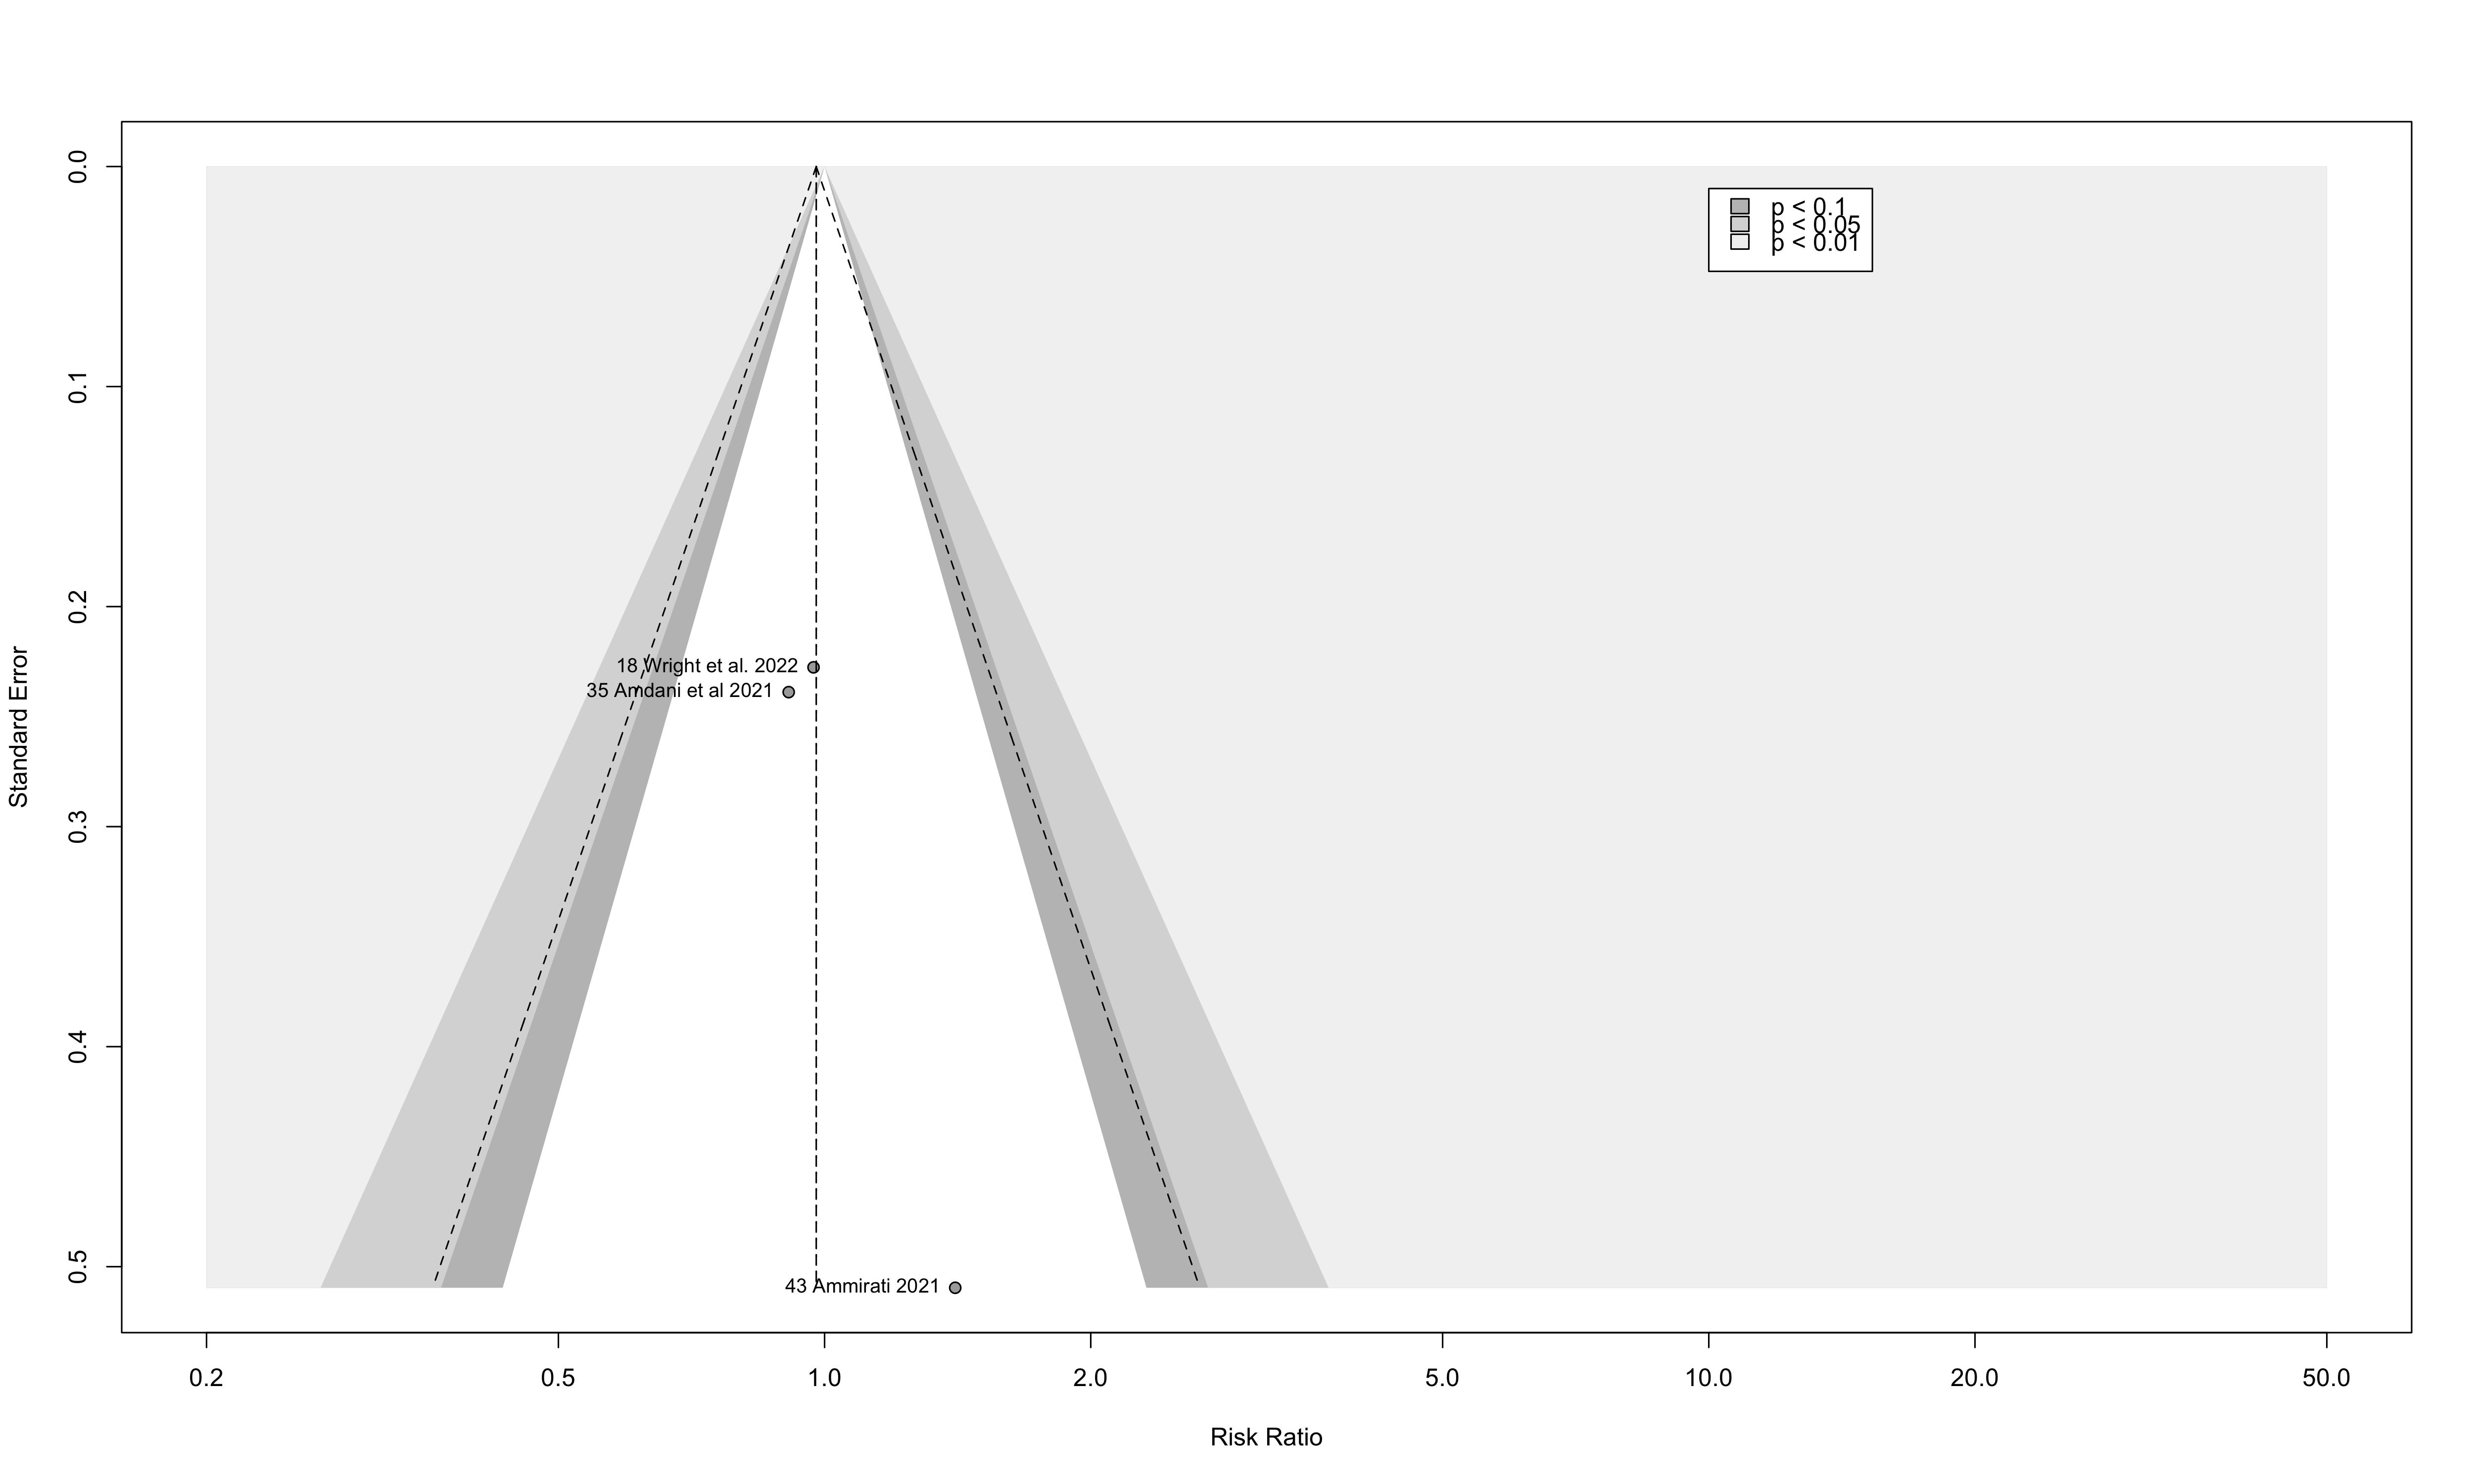 0.0
p < 0.1
p < 0.05
p < 0.01
0.1
0.2
18 Wright et al. 2022
35 Amdani et al 2021
Standard Error
0.3
0.4
0.5
43 Ammirati 2021
0.2 0.5 1.0 2.0 5.0 10.0 20.0 50.0
Risk Ratio